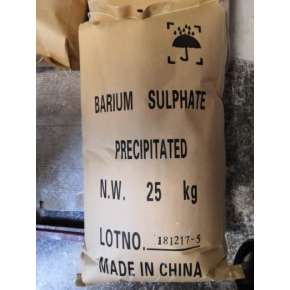 BARIUM SULPHATE
PRECIPITATED
N.W. 25 kg
LOTNO. 181217-5
MADE IN CHINA